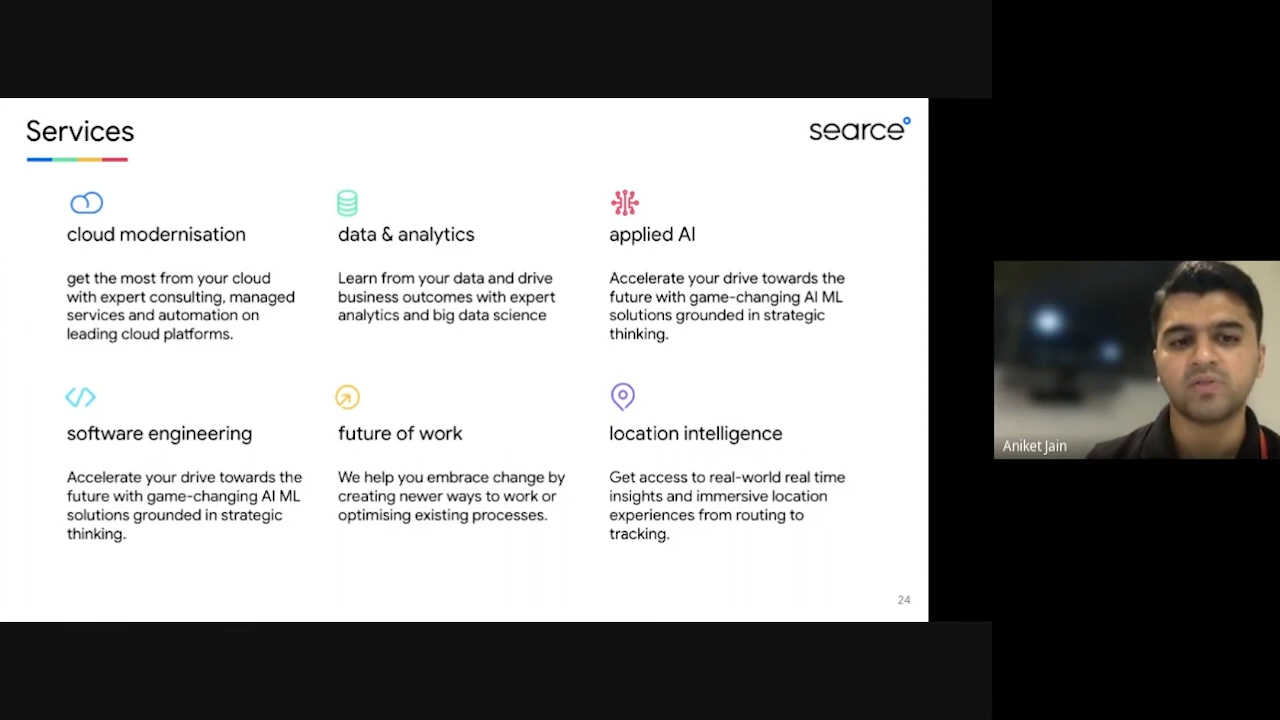 Services
searce
cloud modernisation
get the most from your cloud
with expert consulting, managed
services and automation on
leading cloud platforms.
data & analytics
Learn from your data and drive
business outcomes with expert
analytics and big data science
applied AI
Accelerate your drive towards the
future with game-changing AI ML
solutions grounded in strategic
thinking.
software engineering
Accelerate your drive towards the
future with game-changing AI ML
solutions grounded in strategic
thinking.
future of work
We help you embrace change by
creating newer ways to work or
optimising existing processes.
location intelligence
Get access to real-world real time
insights and immersive location
experiences from routing to
tracking.
24
Aniket Jain